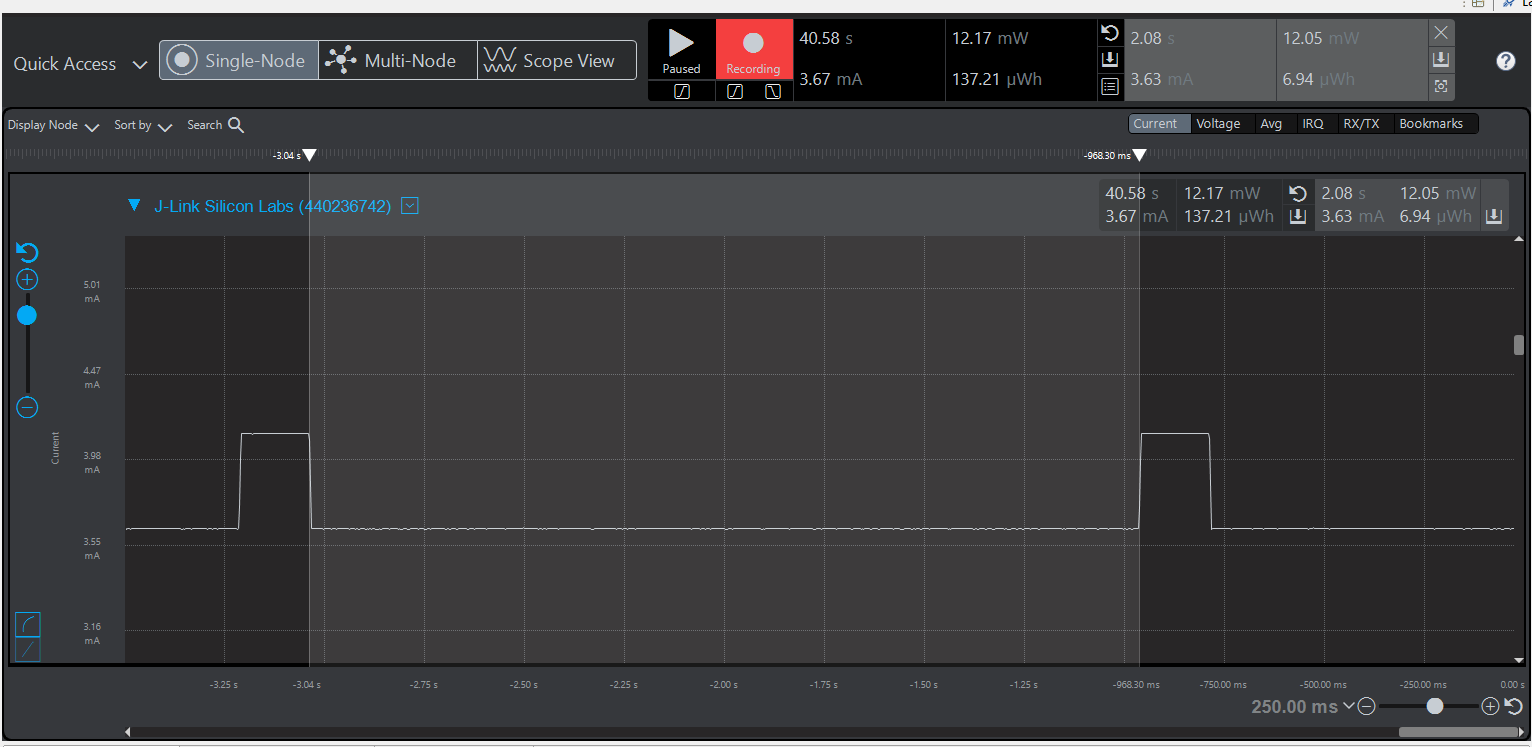 Quick Access
Single-Node
Multi-Node
Scope View
Paused
Recording
40.58 s
12.17 mW
3.67 mA
137.21 µWh
2.08 s
12.05 mW
3.63 mA
6.94 µWh
?
Display Node
Sort by
Search
Current
Voltage
Avg
IRQ
RX/TX
Bookmarks
-3.04 s
-968.30 ms
J-Link Silicon Labs (440236742)
40.58 s
12.17 mW
2.08 s
12.05 mW
3.67 mA
137.21 µWh
3.63 mA
6.94 µWh
5.01
mA
4.47
mA
Current
3.98
mA
3.55
mA
3.16
mA
-3.25 s
-3.04 s
-2.75 s
-2.50 s
-2.25 s
-2.00 s
-1.75 s
-1.50 s
-1.25 s
-968.30 ms
-750.00 ms
-500.00 ms
-250.00 ms
0.00 s
250.00 ms